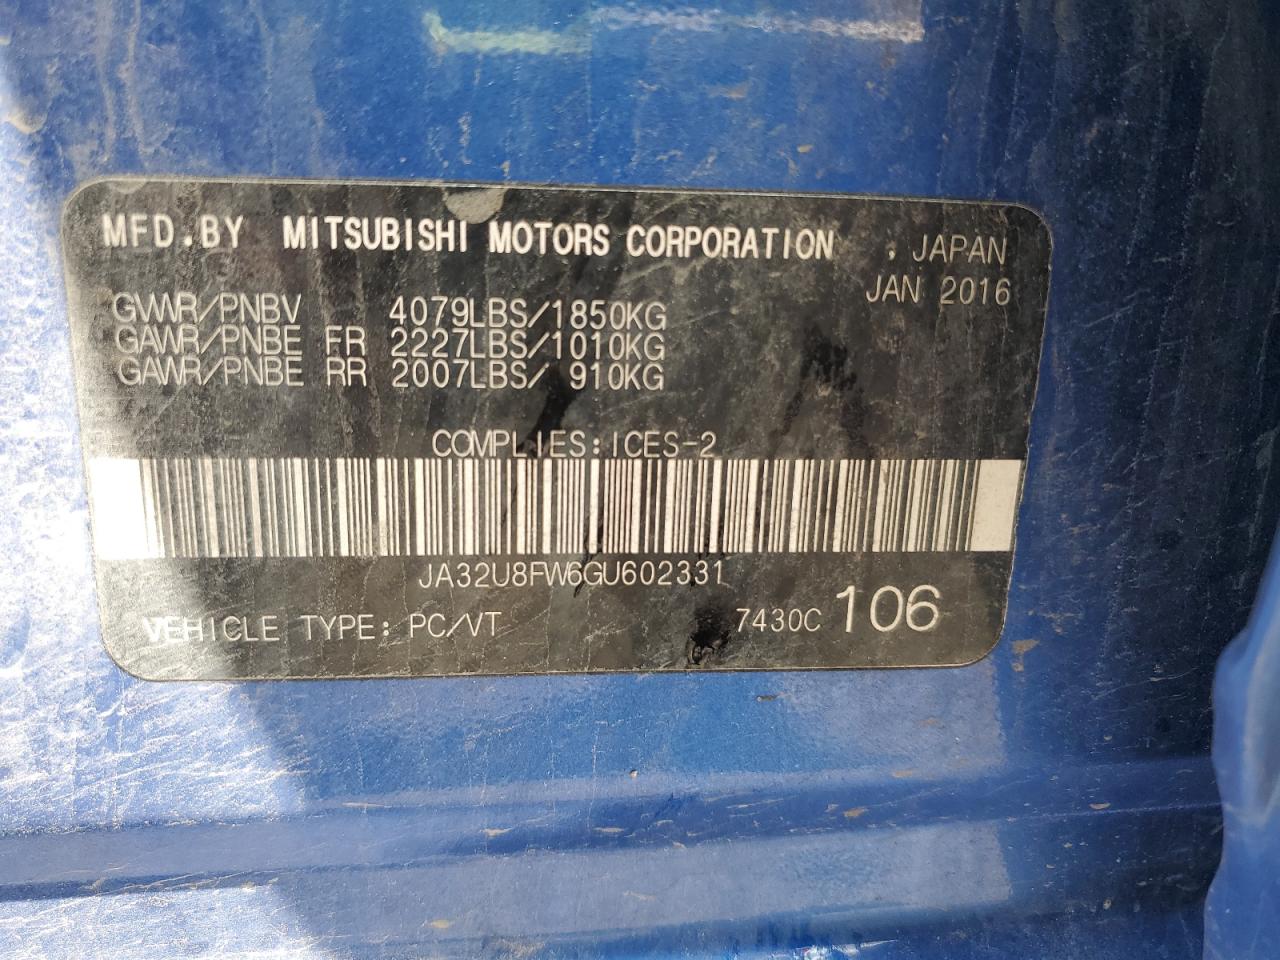 MFD.BY MITSUBISHI MOTORS CORPORATION , JAPAN
JAN 2016
GVWR/PNBV 4079LBS/1850KG
GAWR/PNBE FR 2227LBS/1010KG
GAWR/PNBE RR 2007LBS/ 910KG
COMPLIES:ICES-2
JA32U8FW6GU602331
VEHICLE TYPE: PC/VT 7430C 106